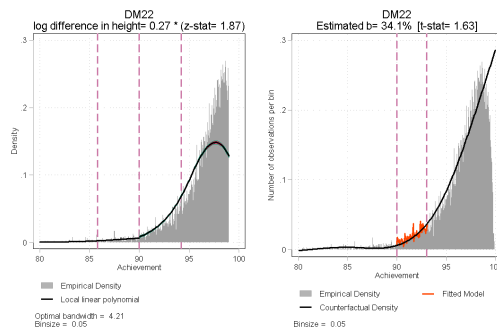 DM22
log difference in height= 0.27 * (z-stat= 1.87)
Density
.3
.2
.1
0
80
85
90
95
100
Achievement
Empirical Density
Local linear polynomial
Optimal bandwidth = 4.21
Binsize = 0.05
DM22
Estimated b= 34.1% [t-stat= 1.63]
Number of observations per bin
.3
.2
.1
0
80
85
90
95
100
Achievement
Empirical Density
Fitted Model
Counterfactual Density
Binsize = 0.05